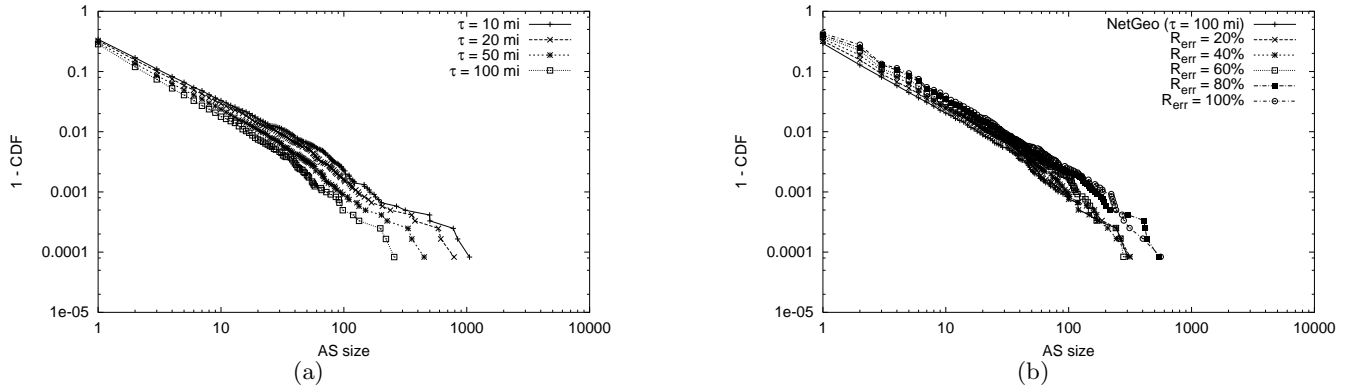 1
0.1
0.01
0.001
0.0001
1e-05
1 - CDF
τ = 10 mi
τ = 20 mi
τ = 50 mi
τ = 100 mi
1 10 100 1000 10000
AS size
(a)
1
0.1
0.01
0.001
0.0001
1e-05
1 - CDF
NetGeo (τ = 100 mi)
Rerr = 20%
Rerr = 40%
Rerr = 60%
Rerr = 80%
Rerr = 100%
1 10 100 1000 10000
AS size
(b)